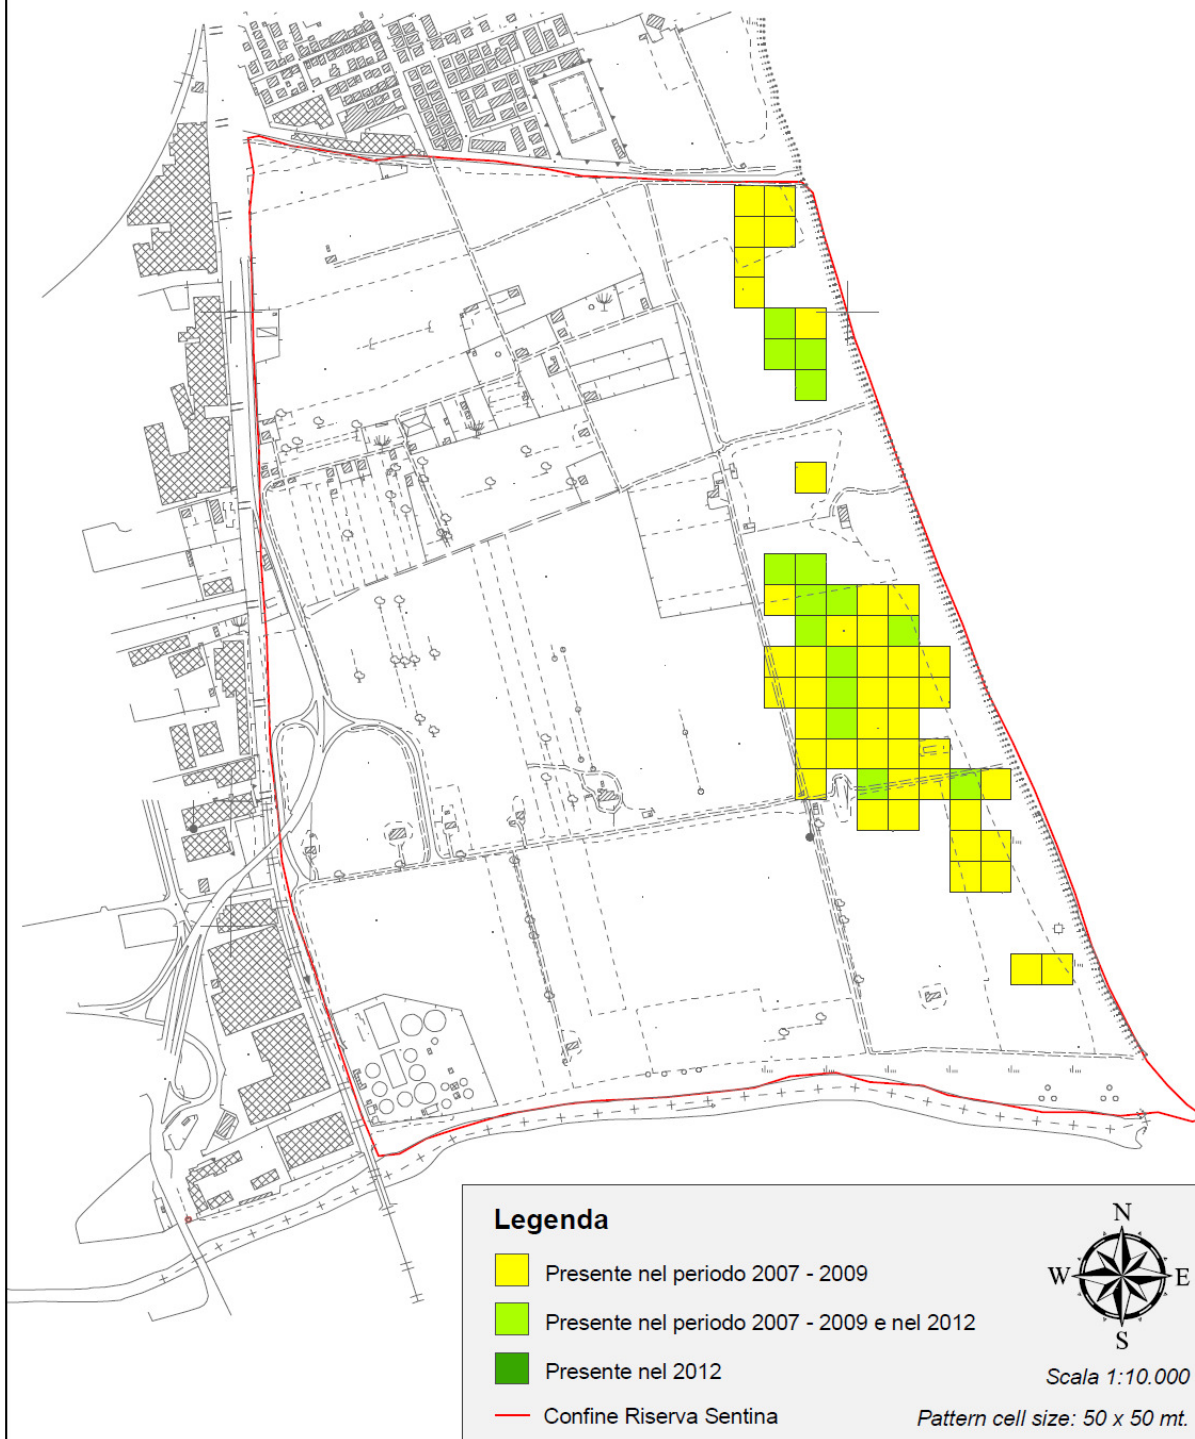 Legenda
Presente nel periodo 2007 - 2009
Presente nel periodo 2007 - 2009 e nel 2012
Presente nel 2012
Confine Riserva Sentina
N
W E
S
Scala 1:10.000
Pattern cell size: 50 x 50 mt.